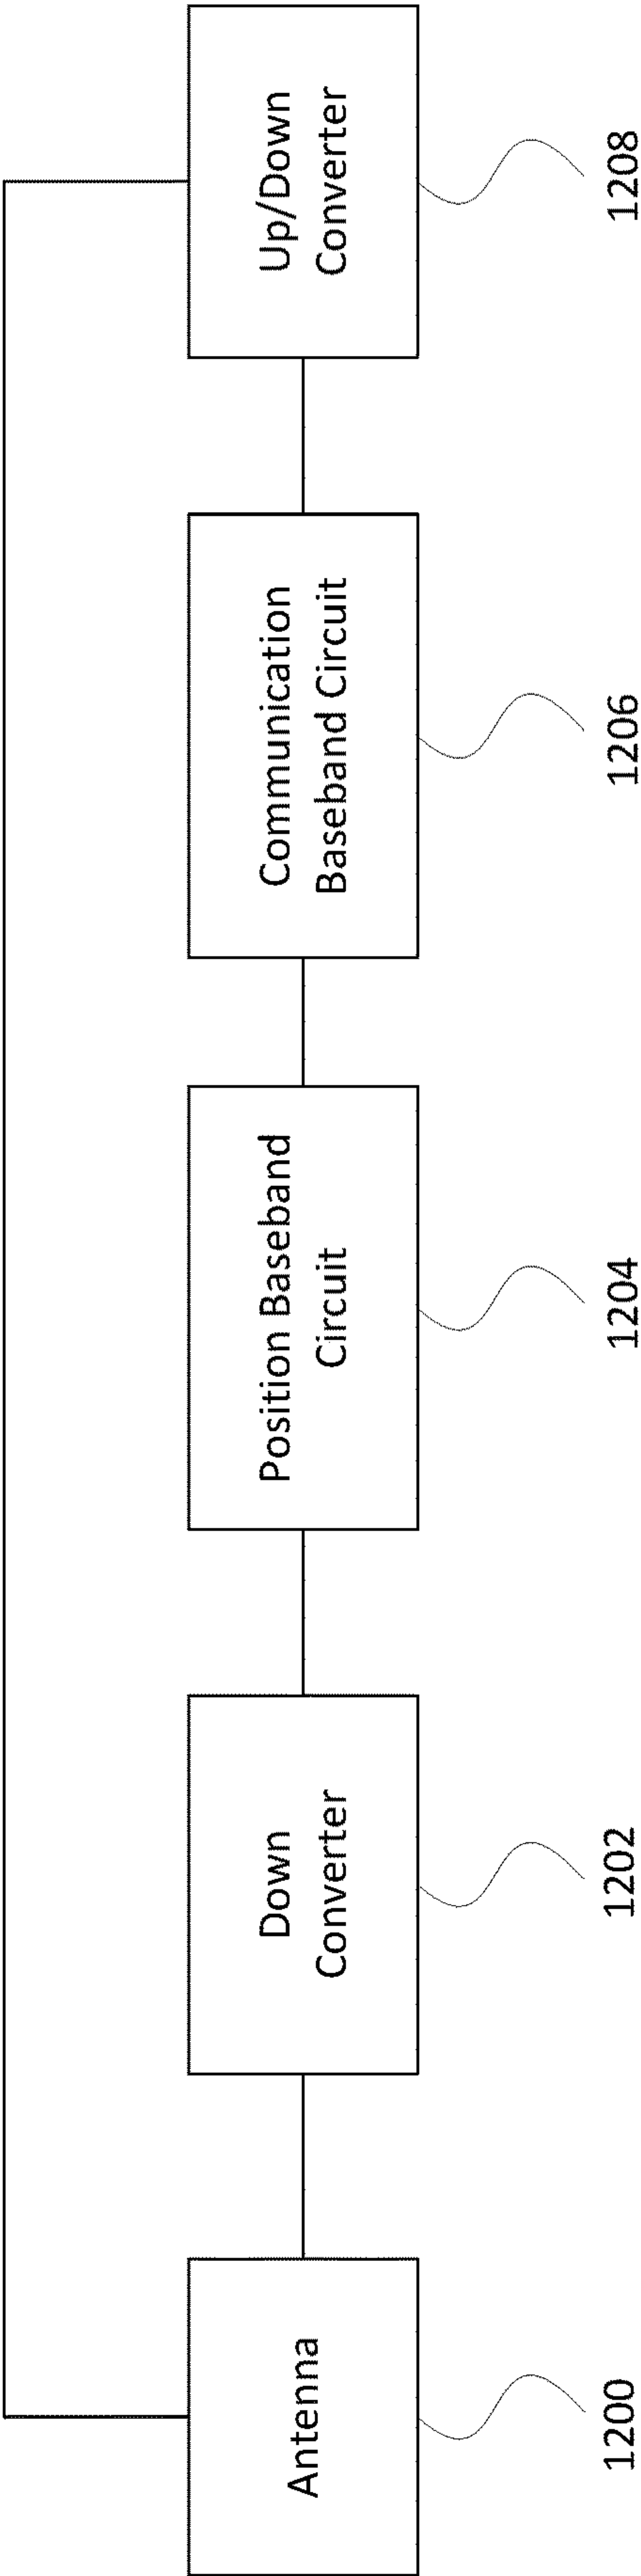 Antenna
Down
Converter
Position Baseband
Circuit
Communication
Baseband Circuit
Up/Down
Converter
1200
1202
1204
1206
1208